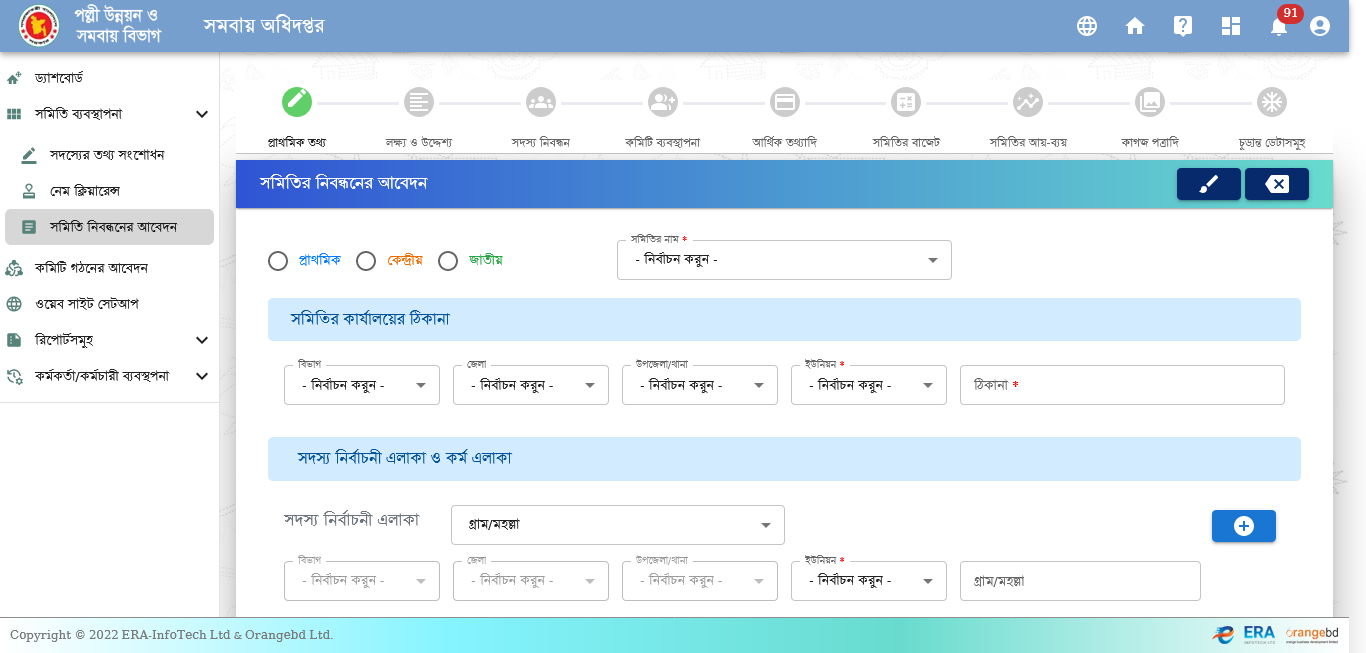 পল্লী উন্নয়ন ও
সমবায় বিভাগ
সমবায় অধিদপ্তর
91
ড্যাশবোর্ড
সমিতি ব্যবস্থাপনা
সদস্যের তথ্য সংশোধন
নেম ক্লিয়ারেন্স
সমিতি নিবন্ধনের আবেদন
কমিটি গঠনের আবেদন
ওয়েব সাইট সেটআপ
রিপোর্টসমূহ
কর্মকর্তা/কর্মচারী ব্যবস্থপনা
প্রাথমিক তথ্য লক্ষ্য ও উদ্দেশ্য সদস্য নিবন্ধন কমিটি ব্যবস্থাপনা আর্থিক তথ্যাদি সমিতির বাজেট সমিতির আয়-ব্যয় কাগজ পত্রাদি চূড়ান্ত ডেটাসমূহ
সমিতির নিবন্ধনের আবেদন
প্রাথমিক কেন্দ্রীয় জাতীয়
সমিতির নাম *
- নির্বাচন করুন -
সমিতির কার্যালয়ের ঠিকানা
বিভাগ জেলা উপজেলা/থানা ইউনিয়ন *
- নির্বাচন করুন - - নির্বাচন করুন - - নির্বাচন করুন - - নির্বাচন করুন - ঠিকানা *
সদস্য নির্বাচনী এলাকা ও কর্ম এলাকা
সদস্য নির্বাচনী এলাকা গ্রাম/মহল্লা
বিভাগ জেলা উপজেলা/থানা ইউনিয়ন *
- নির্বাচন করুন - - নির্বাচন করুন - - নির্বাচন করুন - - নির্বাচন করুন - গ্রাম/মহল্লা
Copyright © 2022 ERA-InfoTech Ltd & Orangebd Ltd.
ERA orangebd